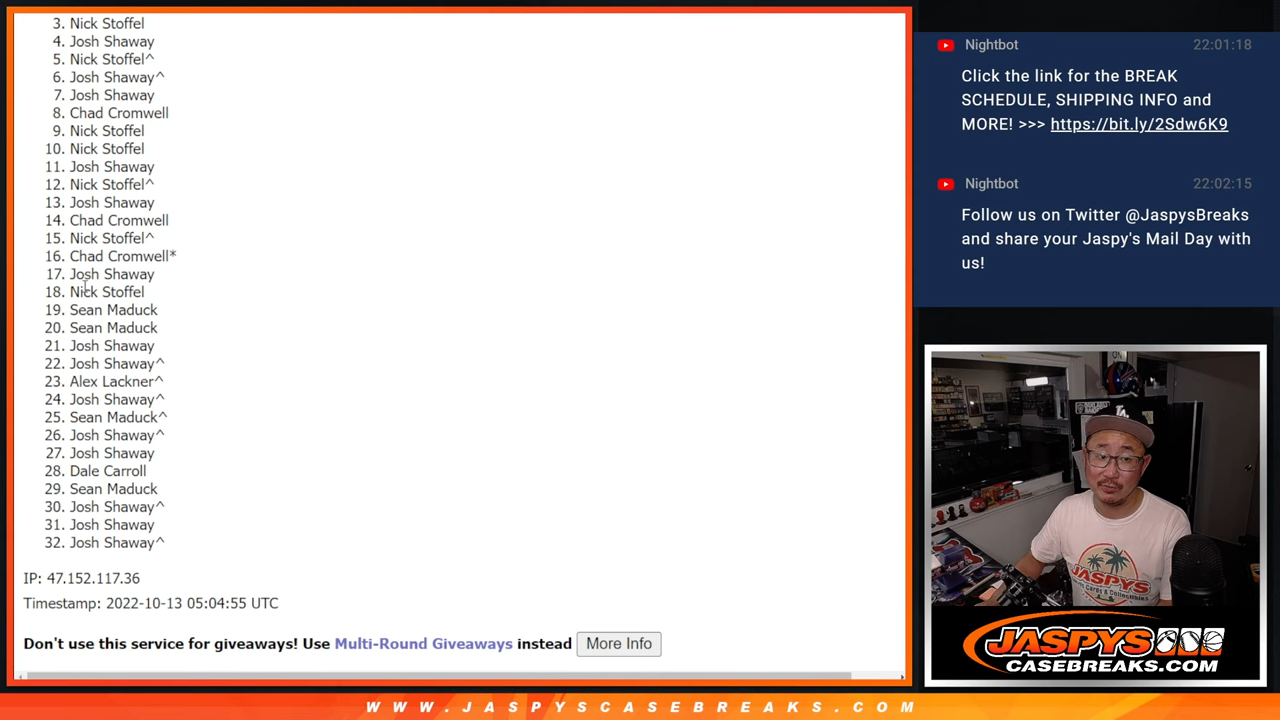 3. Nick Stoffel
4. Josh Shaway
5. Nick Stoffel^
6. Josh Shaway^
7. Josh Shaway
8. Chad Cromwell
9. Nick Stoffel
10. Nick Stoffel
11. Josh Shaway
12. Nick Stoffel^
13. Josh Shaway
14. Chad Cromwell
15. Nick Stoffel^
16. Chad Cromwell*
17. Josh Shaway
18. Nick Stoffel
19. Sean Maduck
20. Sean Maduck
21. Josh Shaway
22. Josh Shaway^
23. Alex Lackner^
24. Josh Shaway^
25. Sean Maduck^
26. Josh Shaway^
27. Josh Shaway
28. Dale Carroll
29. Sean Maduck
30. Josh Shaway^
31. Josh Shaway
32. Josh Shaway^
IP: 47.152.117.36
Timestamp: 2022-10-13 05:04:55 UTC
Don't use this service for giveaways! Use Multi-Round Giveaways instead More Info
Nightbot 22:01:18
Click the link for the BREAK
SCHEDULE, SHIPPING INFO and
MORE! >>> https://bit.ly/2Sdw6K9
Nightbot 22:02:15
Follow us on Twitter @JaspysBreaks
and share your Jaspy's Mail Day with
us!
ON
LA
JASPYS
JASPYS
CASEBREAKS.COM
WWW.JASPYSCASEBREAKS.COM